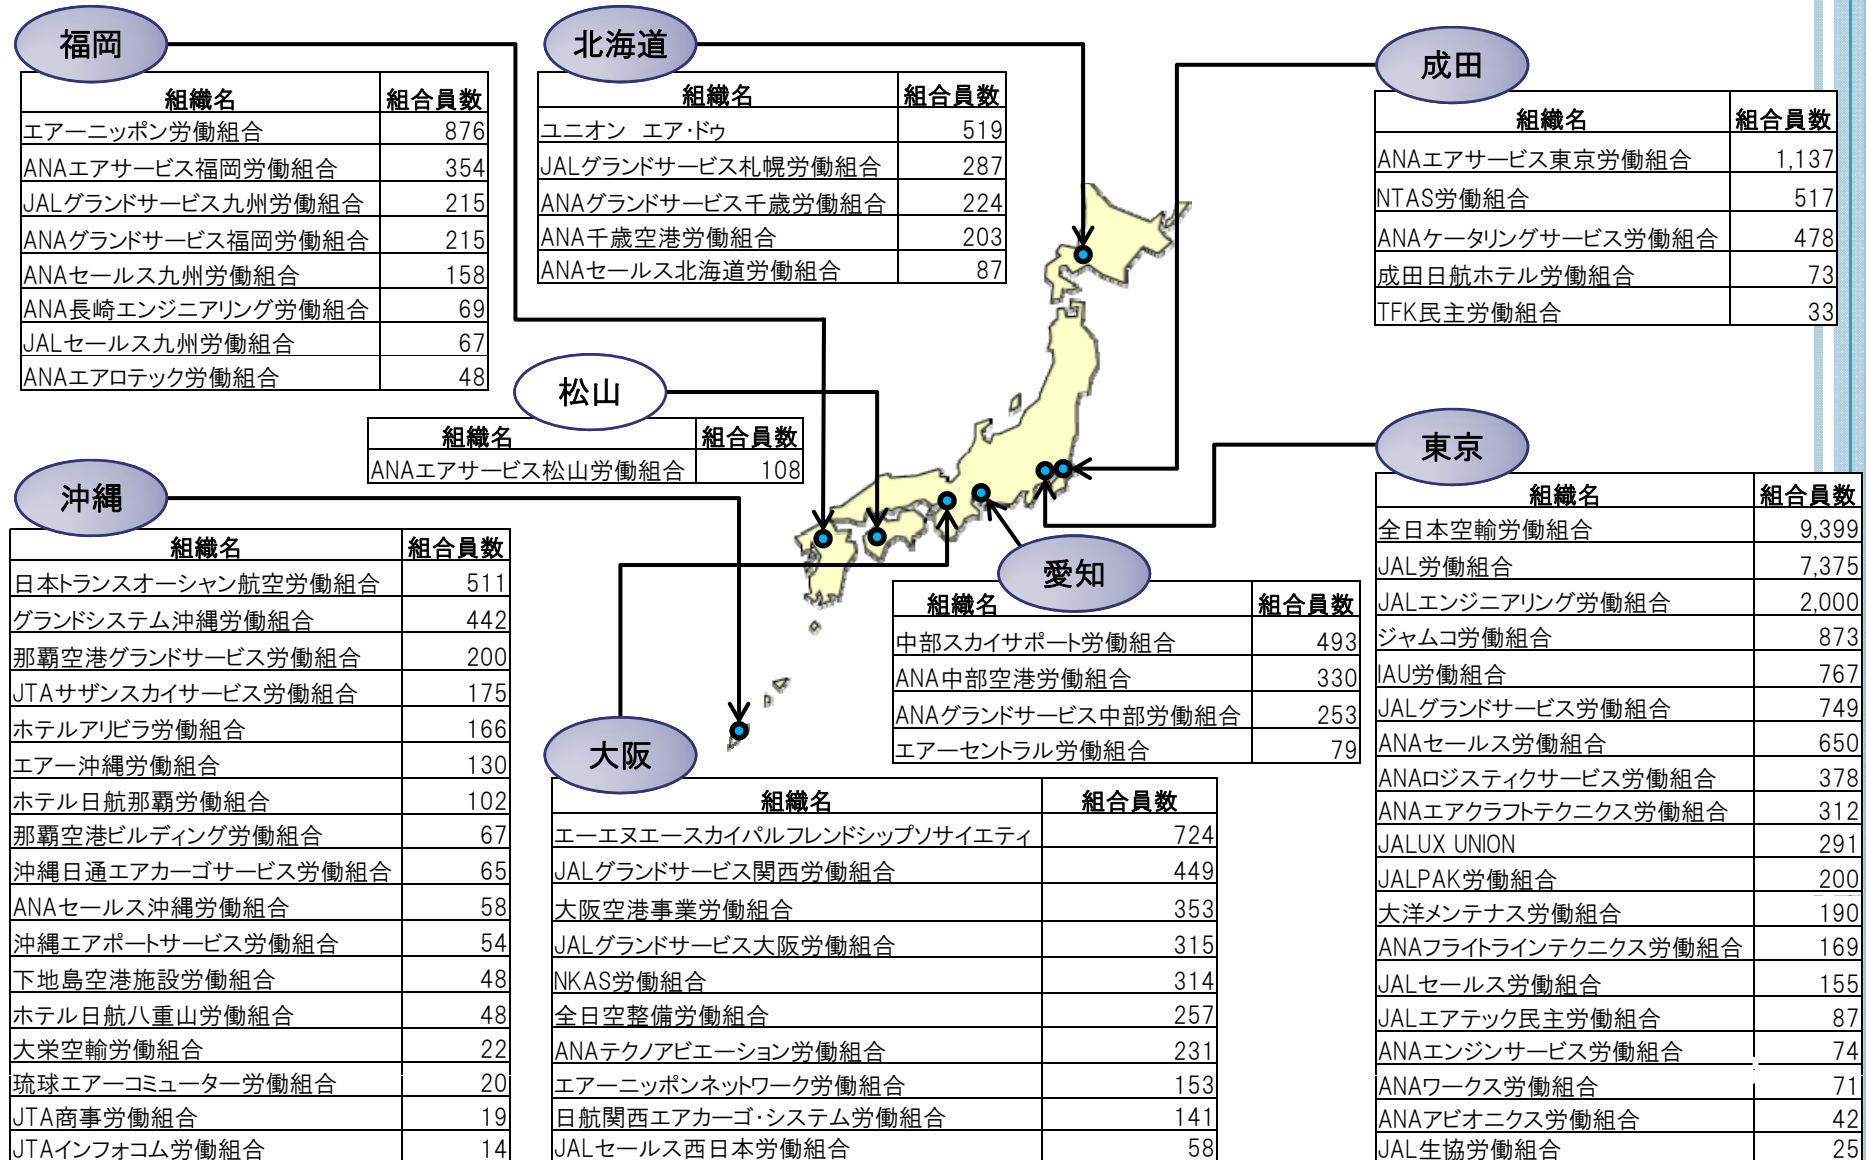 福岡
組織名 組合員数
エアーニッポン労働組合 876
ANAエアサービス福岡労働組合 354
JALグランドサービス九州労働組合 215
ANAグランドサービス福岡労働組合 215
ANAセールス九州労働組合 158
ANA長崎エンジニアリング労働組合 69
JALセールス九州労働組合 67
ANAエアロテック労働組合 48
北海道
組織名 組合員数
ユニオン エア・ドゥ 519
JALグランドサービス札幌労働組合 287
ANAグランドサービス千歳労働組合 224
ANA千歳空港労働組合 203
ANAセールス北海道労働組合 87
成田
組織名 組合員数
ANAエアサービス東京労働組合 1,137
NTAS労働組合 517
ANAケータリングサービス労働組合 478
成田日航ホテル労働組合 73
TFK民主労働組合 33
松山
組織名 組合員数
ANAエアサービス松山労働組合 108
沖縄
組織名 組合員数
日本トランスオーシャン航空労働組合 511
グランドシステム沖縄労働組合 442
那覇空港グランドサービス労働組合 200
JTAサザンスカイサービス労働組合 175
ホテルアリビラ労働組合 166
エアー沖縄労働組合 130
ホテル日航那覇労働組合 102
那覇空港ビルディング労働組合 67
沖縄日通エアカーゴサービス労働組合 65
ANAセールス沖縄労働組合 58
沖縄エアポートサービス労働組合 54
下地島空港施設労働組合 48
ホテル日航八重山労働組合 48
大栄空輸労働組合 22
琉球エアーコミューター労働組合 20
JTA商事労働組合 19
JTAインフォコム労働組合 14
愛知
組織名 組合員数
中部スカイサポート労働組合 493
ANA中部空港労働組合 330
ANAグランドサービス中部労働組合 253
エアーセントラル労働組合 79
大阪
組織名 組合員数
エーエヌエースカイパルフレンドシップソサイエティ 724
JALグランドサービス関西労働組合 449
大阪空港事業労働組合 353
JALグランドサービス大阪労働組合 315
NKAS労働組合 314
全日空整備労働組合 257
ANAテクノアビエーション労働組合 231
エアーニッポンネットワーク労働組合 153
日航関西エアカーゴ・システム労働組合 141
JALセールス西日本労働組合 58
東京
組織名 組合員数
全日本空輸労働組合 9,399
JAL労働組合 7,375
JALエンジニアリング労働組合 2,000
ジャムコ労働組合 873
IAU労働組合 767
JALグランドサービス労働組合 749
ANAセールス労働組合 650
ANAロジスティクサービス労働組合 378
ANAエアクラフトテクニクス労働組合 312
JALUX UNION 291
JALPAK労働組合 200
大洋メンテナス労働組合 190
ANAフライトラインテクニクス労働組合 169
JALセールス労働組合 155
JALエアテック民主労働組合 87
ANAエンジンサービス労働組合 74
ANAワークス労働組合 71
ANAアビオニクス労働組合 42
JAL生協労働組合 25